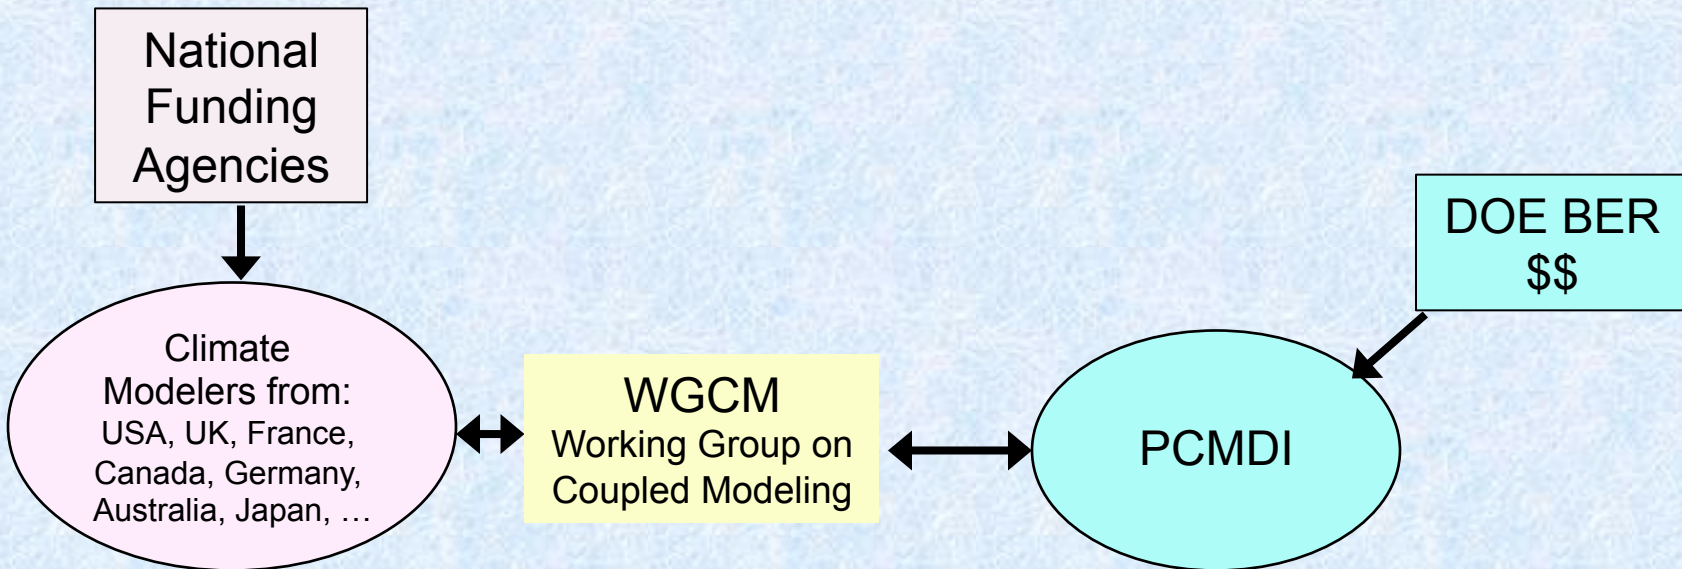 National
Funding
Agencies
DOE BER
$$
Climate
Modelers from:
USA, UK, France,
Canada, Germany,
Australia, Japan, …
WGCM
Working Group on
Coupled Modeling
PCMDI